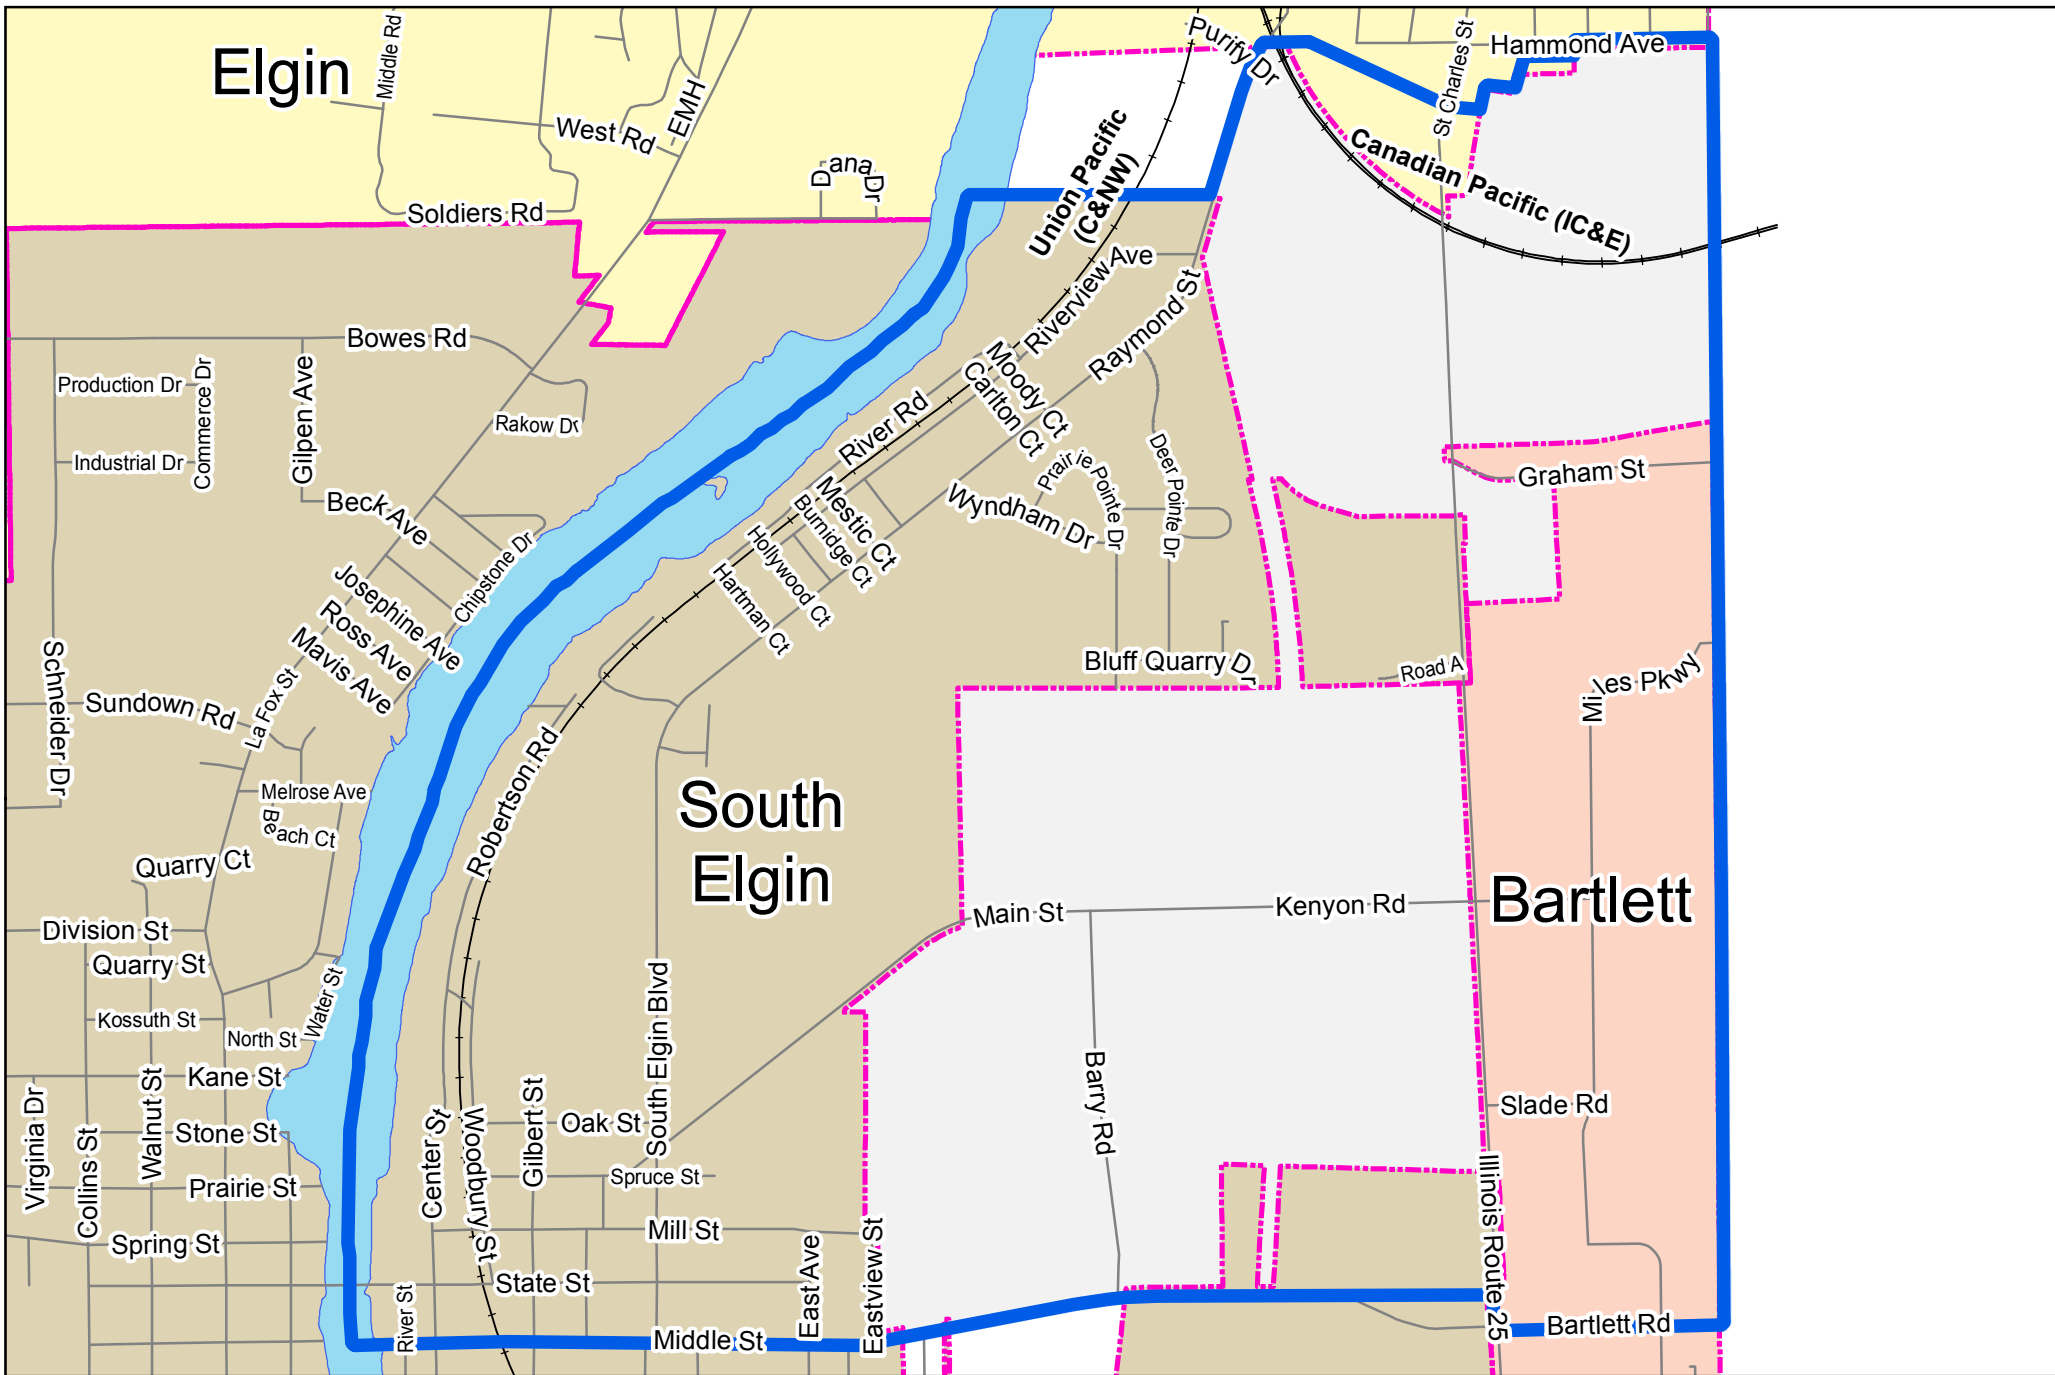 Elgin
Middle Rd
West Rd
EMH
Dana Dr
Soldiers Rd
Purify Dr
St Charles St
Hammond Ave
Union Pacific
(C&NW)
Canadian Pacific (IC&E)
Riverview Ave
Raymond St
Bowes Rd
Production Dr
Commerce Dr
Gilpen Ave
Rakow Dr
Industrial Dr
Beck Ave
Chipstone Dr
River Rd
Moody Ct
Carlton Ct
Prairie Pointe Dr
Deer Pointe Dr
Wyndham Dr
Mestic Ct
Burnidge Ct
Hollywood Ct
Hartman Ct
Graham St
Josephine Ave
Ross Ave
Mavis Ave
Schneider Dr
Sundown Rd
La Fox St
Bluff Quarry Dr
Road A
Miles Pkwy
Melrose Ave
Beach Ct
Robertson Rd
South
Elgin
Quarry Ct
Division St
Quarry St
Main St
Kenyon Rd
Bartlett
Kossuth St
North St
Water St
South Elgin Blvd
Kane St
Virginia Dr
Collins St
Walnut St
Stone St
Center St
Woodbury St
Gilbert St
Oak St
Spruce St
Barry Rd
Slade Rd
Prairie St
Spring St
Mill St
State St
East Ave
Eastview St
Illinois Route 25
River St
Middle St
Bartlett Rd